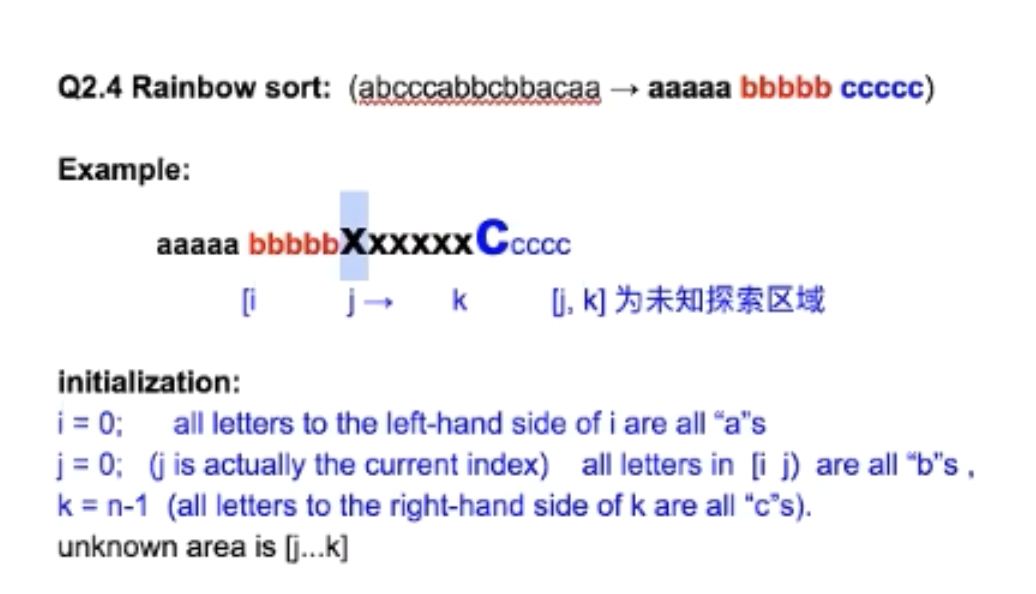 Q2.4 Rainbow sort: (abcccabbcbbacaa → aaaaa bbbbb ccccc)
Example:
aaaaa bbbbbXxxxxxCcccc
[i j→ k [j, k] 为未知探索区域
initialization:
i = 0; all letters to the left-hand side of i are all “a”s
j = 0; (j is actually the current index) all letters in [i j) are all “b”s ,
k = n-1 (all letters to the right-hand side of k are all “c”s).
unknown area is [j...k]